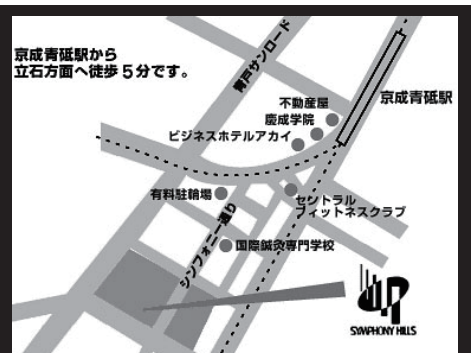 京成青砥駅から
立石方面へ徒歩5分です。
青戸サンロード
京成青砥駅
不動産屋
慶成学院
ビジネスホテルアカイ
有料駐輪場
セントラル
フィットネスクラブ
シンフォニー通り
国際鍼灸専門学校
SYMPHONY HILLS